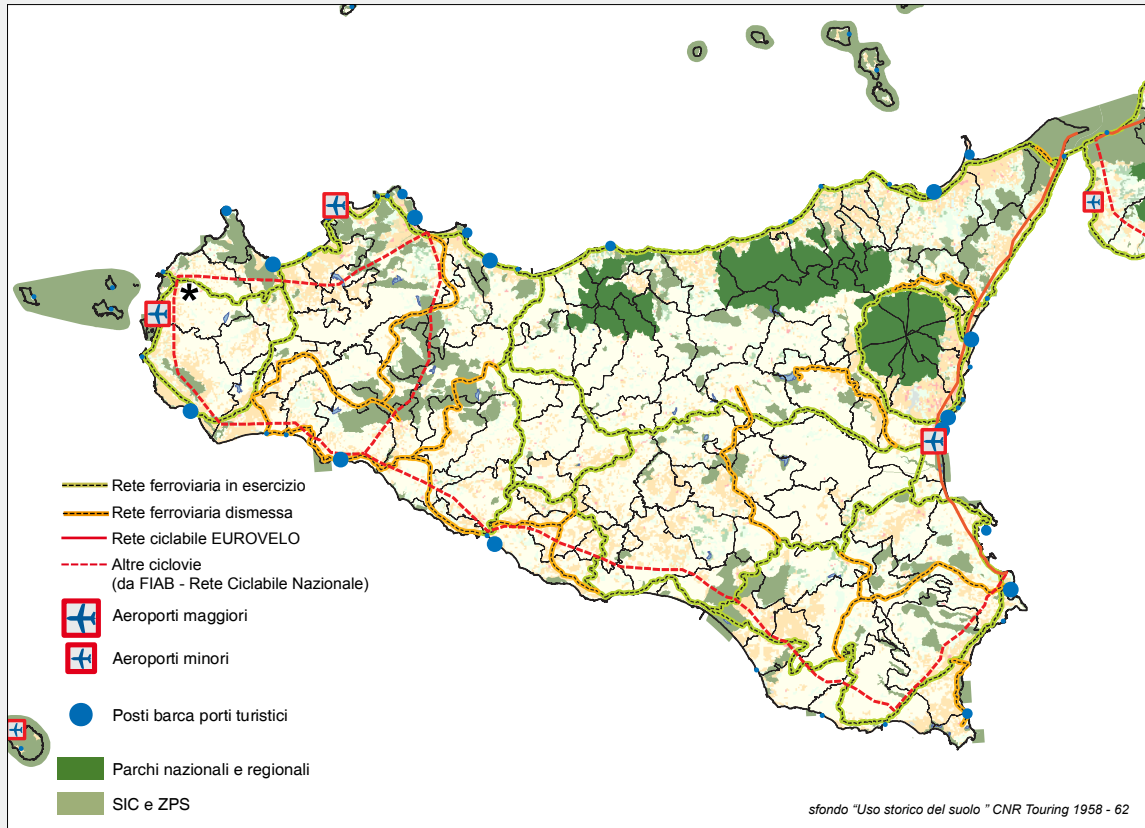 *
Rete ferroviaria in esercizio
Rete ferroviaria dismessa
Rete ciclabile EUROVELO
Altre ciclovie
(da FIAB - Rete Ciclabile Nazionale)
Aeroporti maggiori
Aeroporti minori
Posti barca porti turistici
Parchi nazionali e regionali
SIC e ZPS
sfondo “Uso storico del suolo ” CNR Touring 1958 - 62